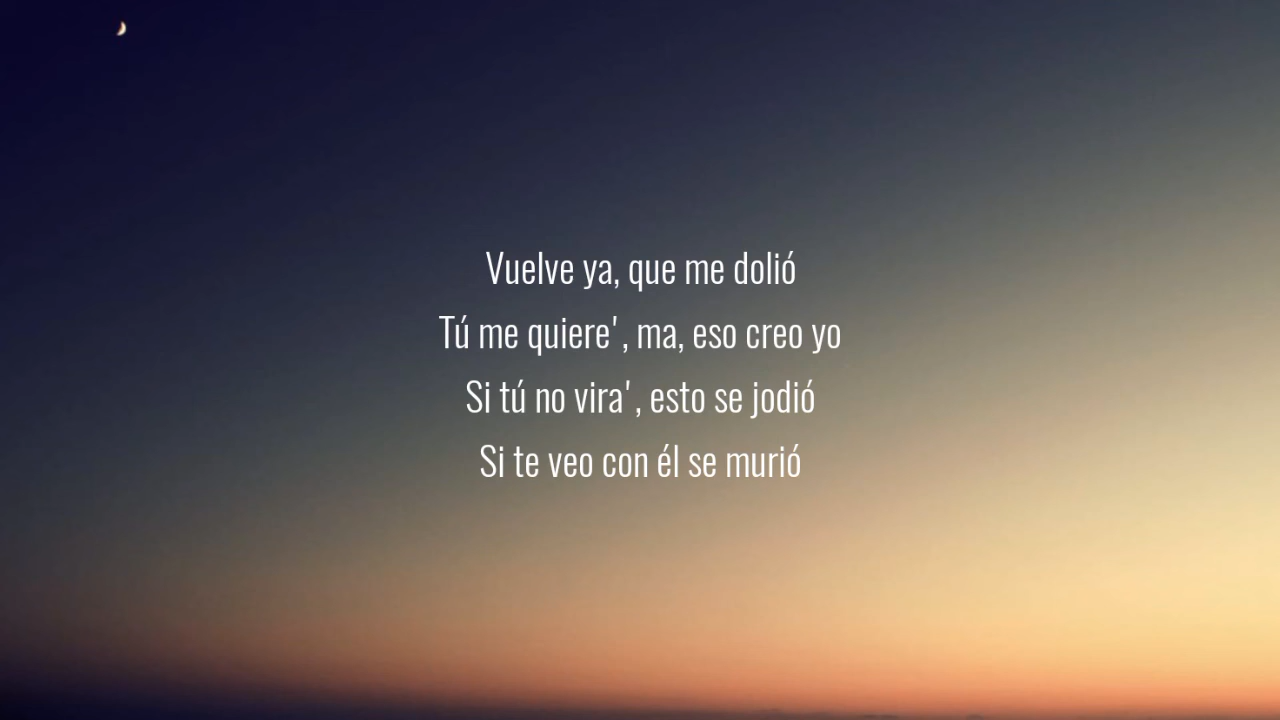 Vuelve ya, que me dolió
Tú me quiere', ma, eso creo yo
Si tú no vira', esto se jodió
Si te veo con él se murió